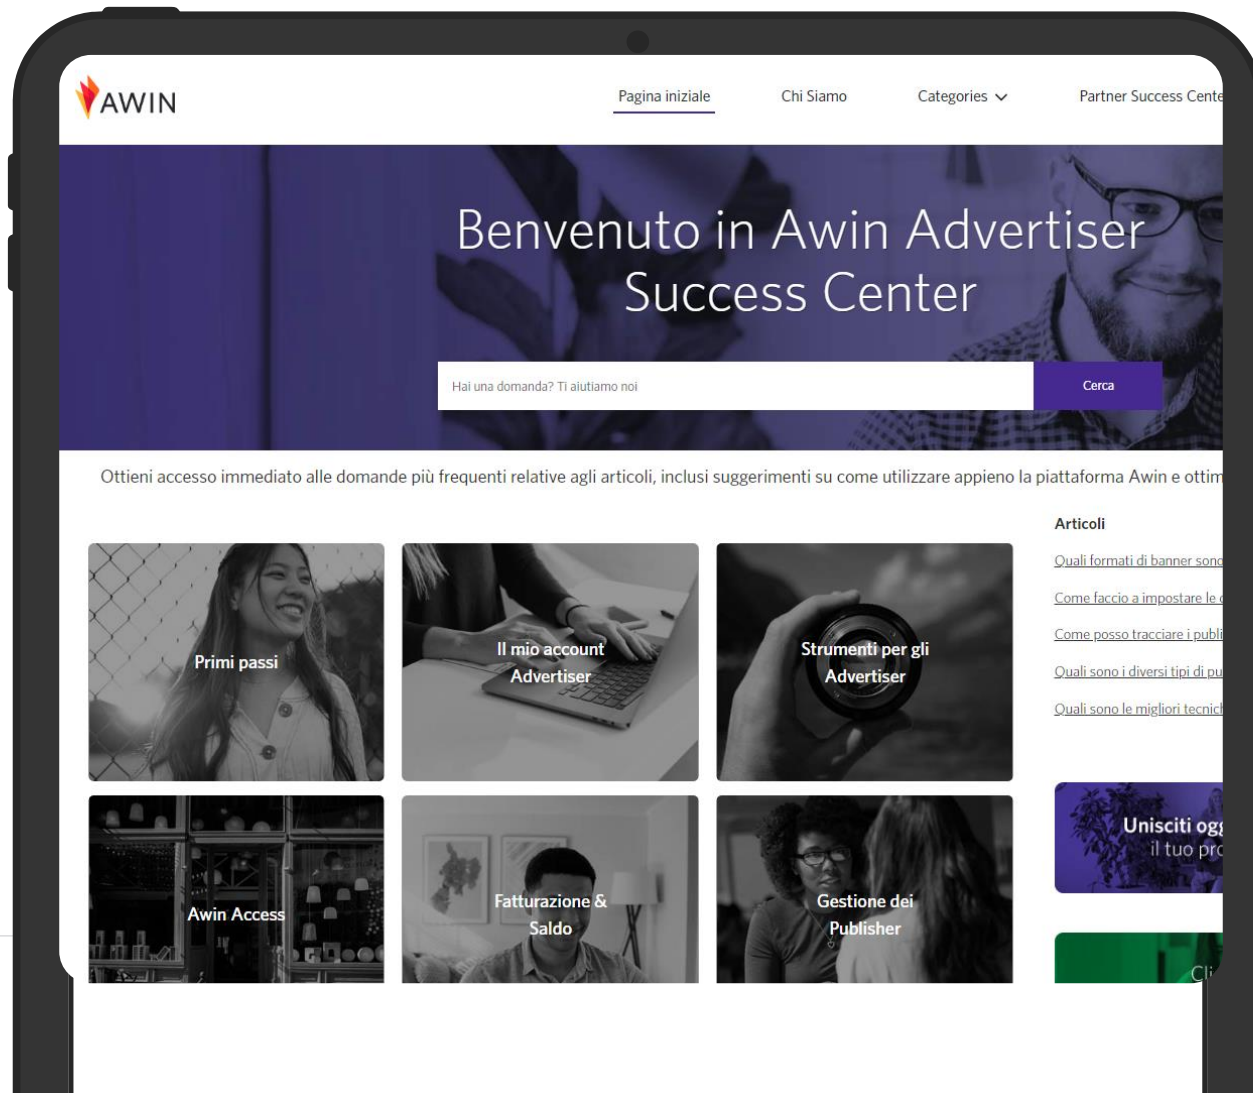 AWIN
Pagina iniziale
Chi Siamo
Categories
Partner Success Cente
Benvenuto in Awin Advertiser
Success Center
Hai una domanda? Ti aiutiamo noi
Cerca
Ottieni accesso immediato alle domande più frequenti relative agli articoli, inclusi suggerimenti su come utilizzare appieno la piattaforma Awin e ottim
Primi passi
Il mio account
Advertiser
Strumenti per gli
Advertiser
Awin Access
Fatturazione &
Saldo
Gestione dei
Publisher
Articoli
Quali formati di banner sono
Come faccio a impostare le
Come posso tracciare i publi
Quali sono i diversi tipi di pu
Quali sono le migliori tecnich
Unisciti ogg
il tuo pro
Cli